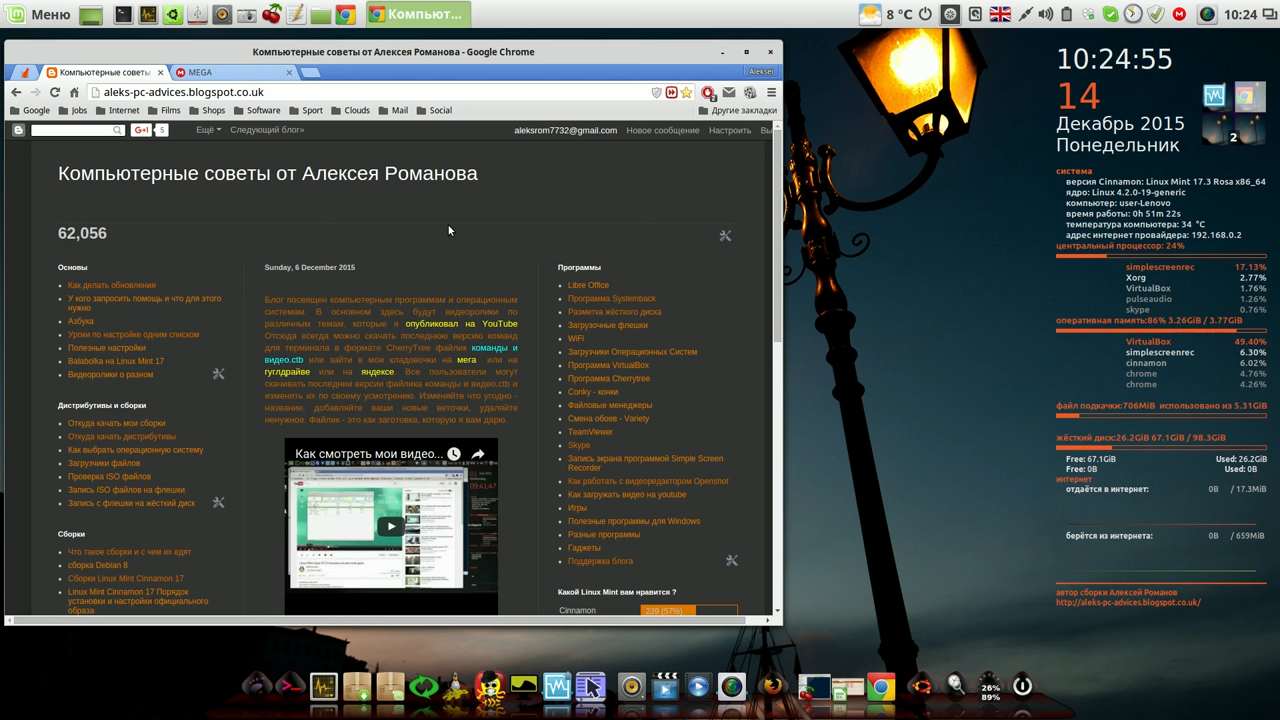 Меню
Компьют...
8 °C
10:24
Компьютерные советы от Алексея Романова - Google Chrome
Компьютерные советы
MEGA
Aleksei
aleks-pc-advices.blogspot.co.uk
Google Jobs Internet Films Shops Software Sport Clouds Mail Social Другие закладки
G+1 5 Ещё Следующий блог» aleksrom7732@gmail.com Новое сообщение Настроить Вы
Компьютерные советы от Алексея Романова
62,056
Основы
Как делать обновления
У кого запросить помощь и что для этого
нужно
Азбука
Уроки по настройке одним списком
Полезные настройки
Balabolka на Linux Mint 17
Видеоролики о разном
Дистрибутивы и сборки
Откуда качать мои сборки
Откуда качать дистрибутивы
Как выбрать операционную систему
Загрузчики файлов
Проверка ISO файлов
Запись ISO файлов на флешки
Запись с флешки на жёсткий диск
Сборки
Что такое сборки и с чем их едят
сборка Debian 8
Сборки Linux Mint Cinnamon 17
Linux Mint Cinnamon 17 Порядок
установки и настройки официального
образа
Sunday, 6 December 2015
Блог посвящен компьютерным программам и операционным
системам. В основном здесь будут видеоролики по
различным темам, которые я опубликовал на YouTube
Отсюда всегда можно скачать последнюю версию команд
для терминала в формате CherryTree файлик команды и
видео.ctb или зайти в мои кладовочки на мега или на
гуглдрайве или на яндексе. Все пользователи могут
скачивать последнии версии файлика команды и видео.ctb и
изменять их по своему усмотрению. Изменяйте что угодно -
название, добавляйте ваши новые веточки, удаляйте
ненужное. Файлик - это как заготовка, которую я вам дарю.
Как смотреть мои видео...
Программы
Libre Office
Программа Systemback
Разметка жёсткого диска
Загрузочные флешки
WiFi
Загрузчики Операционных Систем
Программа VirtualBox
Программа Cherrytree
Conky - конки
Файловые менеджеры
Смена обоев - Variety
TeamViewer
Skype
Запись экрана программой Simple Screen
Recorder
Как работать с видеоредактором Openshot
Как загружать видео на youtube
Игры
Полезные программы для Windows
Разные программы
Гаджеты
Поддержка блога
Какой Linux Mint вам нравится ?
Cinnamon 239 (57%)
10:24:55
14
Декабрь 2015
Понедельник
2
система
версия Cinnamon: Linux Mint 17.3 Rosa x86_64
ядро: Linux 4.2.0-19-generic
компьютер: user-Lenovo
время работы: 0h 51m 22s
температура компьютера: 34 °C
адрес интернет провайдера: 192.168.0.2
центральный процессор: 24%
simplescreenrec 17.13%
Xorg 2.77%
VirtualBox 1.76%
pulseaudio 1.26%
skype 0.76%
оперативная память:86% 3.26GiB / 3.77GiB
VirtualBox 49.40%
simplescreenrec 6.30%
cinnamon 6.02%
chrome 4.76%
chrome 4.26%
файл подкачки:706MiB использовано из 5.31GiB
жёсткий диск:26.2GiB 67.1GiB / 98.3GiB
Free: 67.1GiB Used: 26.2GiB
Free: 0B Used: 0B
интернет
отдаётся в интернет: 0B / 17.3MiB
берётся из интернета: 0B / 659MiB
автор сборки Алексей Романов
http://aleks-pc-advices.blogspot.co.uk/
26%
89%